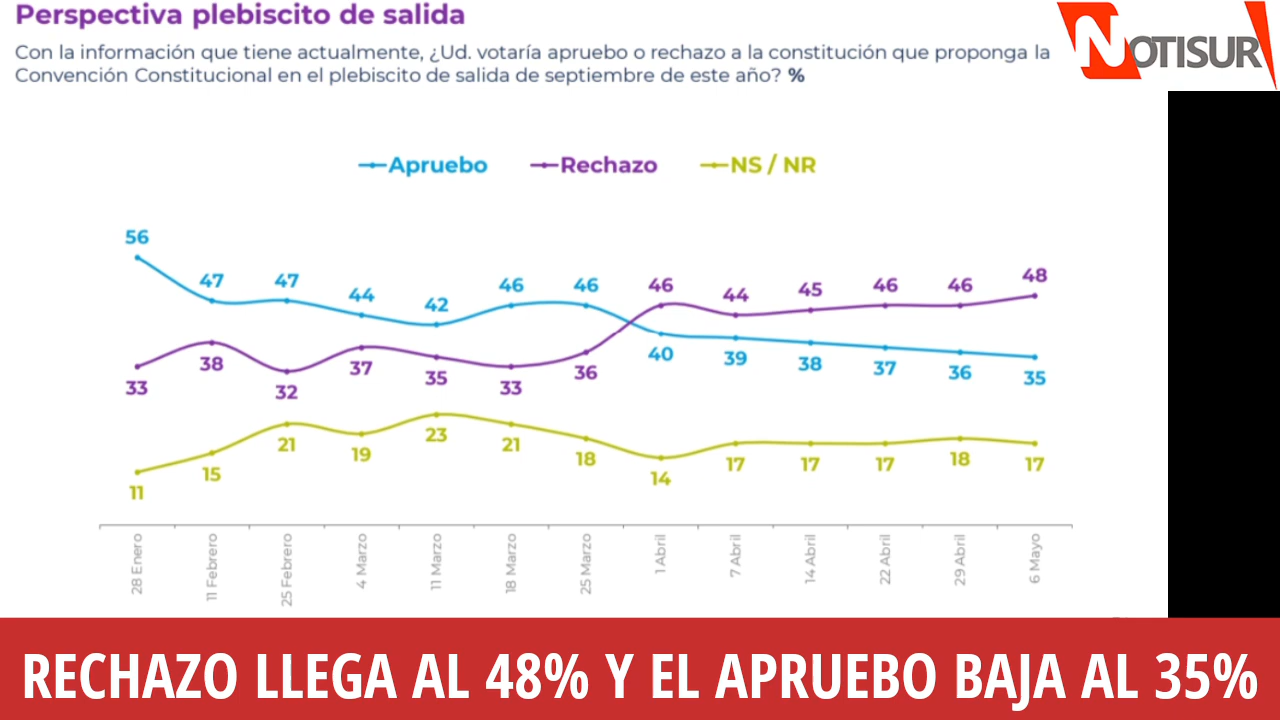 Perspectiva plebiscito de salida
NOTISUR
Con la información que tiene actualmente, ¿Ud. votaría apruebo o rechazo a la constitución que proponga la
Convención Constitucional en el plebiscito de salida de septiembre de este año? %
Apruebo Rechazo NS / NR
56 47 47 44 42 46 46 40 39 38 37 36 35
33 38 32 37 35 33 36 46 44 45 46 46 48
11 15 21 19 23 21 18 14 17 17 17 18 17
28 Enero
11 Febrero
25 Febrero
4 Marzo
11 Marzo
18 Marzo
25 Marzo
1 Abril
7 Abril
14 Abril
22 Abril
29 Abril
6 Mayo
RECHAZO LLEGA AL 48% Y EL APRUEBO BAJA AL 35%